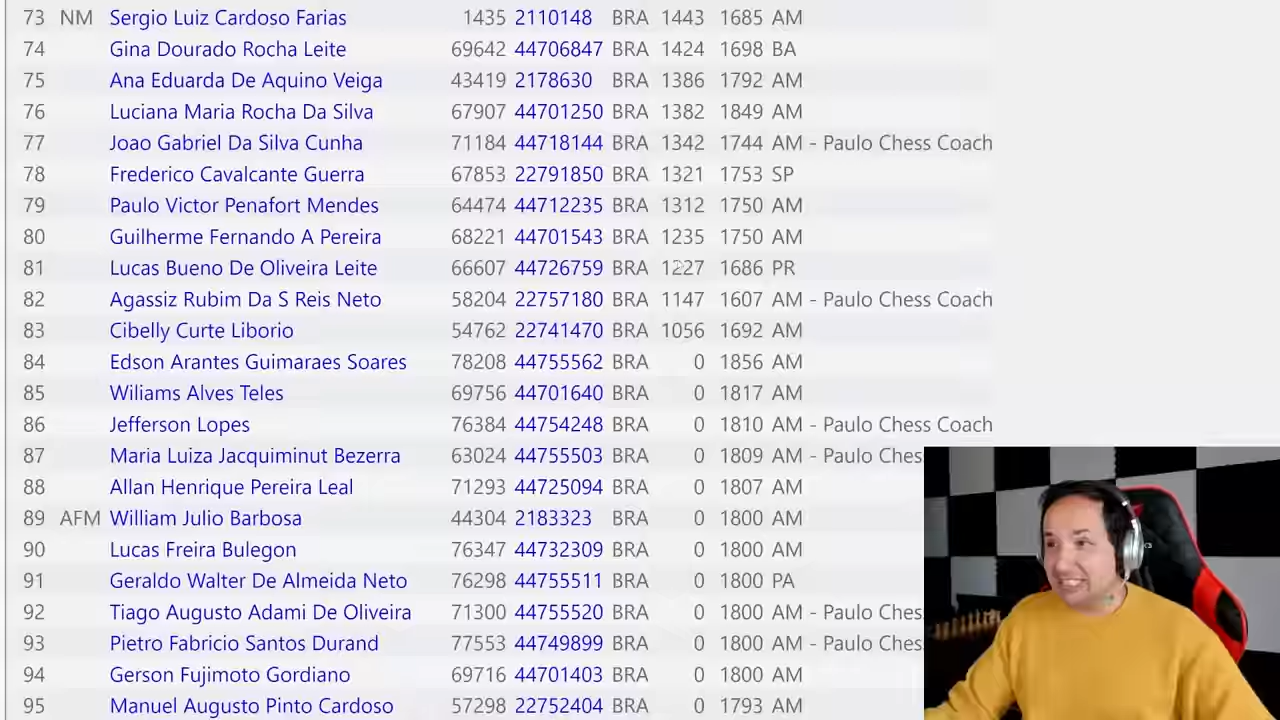 73 NM Sergio Luiz Cardoso Farias 1435 2110148 BRA 1443 1685 AM
74 Gina Dourado Rocha Leite 69642 44706847 BRA 1424 1698 BA
75 Ana Eduarda De Aquino Veiga 43419 2178630 BRA 1386 1792 AM
76 Luciana Maria Rocha Da Silva 67907 44701250 BRA 1382 1849 AM
77 Joao Gabriel Da Silva Cunha 71184 44718144 BRA 1342 1744 AM - Paulo Chess Coach
78 Frederico Cavalcante Guerra 67853 22791850 BRA 1321 1753 SP
79 Paulo Victor Penafort Mendes 64474 44712235 BRA 1312 1750 AM
80 Guilherme Fernando A Pereira 68221 44701543 BRA 1235 1750 AM
81 Lucas Bueno De Oliveira Leite 66607 44726759 BRA 1227 1686 PR
82 Agassiz Rubim Da S Reis Neto 58204 22757180 BRA 1147 1607 AM - Paulo Chess Coach
83 Cibelly Curte Liborio 54762 22741470 BRA 1056 1692 AM
84 Edson Arantes Guimaraes Soares 78208 44755562 BRA 0 1856 AM
85 Wiliams Alves Teles 69756 44701640 BRA 0 1817 AM
86 Jefferson Lopes 76384 44754248 BRA 0 1810 AM - Paulo Chess Coach
87 Maria Luiza Jacquiminut Bezerra 63024 44755503 BRA 0 1809 AM - Paulo Ches
88 Allan Henrique Pereira Leal 71293 44725094 BRA 0 1807 AM
89 AFM William Julio Barbosa 44304 2183323 BRA 0 1800 AM
90 Lucas Freira Bulegon 76347 44732309 BRA 0 1800 AM
91 Geraldo Walter De Almeida Neto 76298 44755511 BRA 0 1800 PA
92 Tiago Augusto Adami De Oliveira 71300 44755520 BRA 0 1800 AM - Paulo Ches
93 Pietro Fabricio Santos Durand 77553 44749899 BRA 0 1800 AM - Paulo Ches
94 Gerson Fujimoto Gordiano 69716 44701403 BRA 0 1800 AM
95 Manuel Augusto Pinto Cardoso 57298 22752404 BRA 0 1793 AM